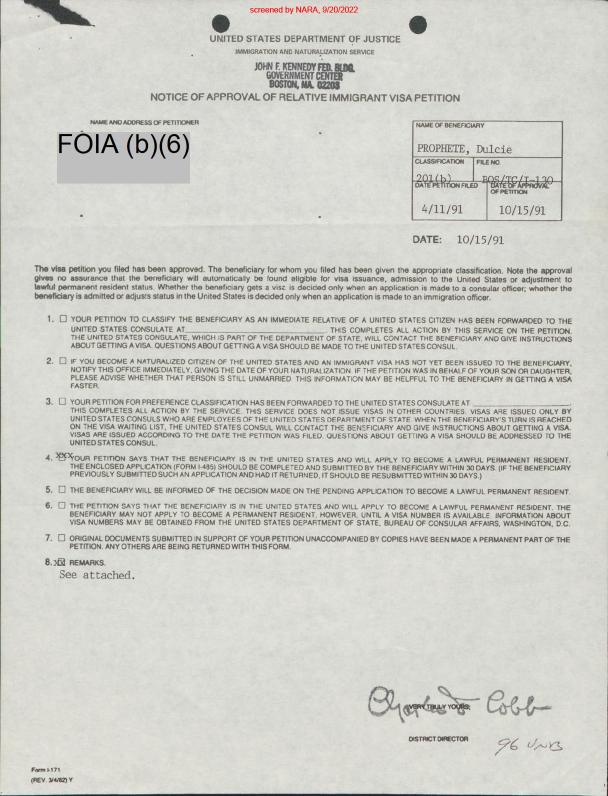 screened by NARA, 9/20/2022
UNITED STATES DEPARTMENT OF JUSTICE
IMMIGRATION AND NATURALIZATION SERVICE
JOHN F. KENNEDY FED. BLDG.
GOVERNMENT CENTER
BOSTON, MA. 02203
NOTICE OF APPROVAL OF RELATIVE IMMIGRANT VISA PETITION
NAME AND ADDRESS OF PETITIONER
FOIA (b)(6)
NAME OF BENEFICIARY
PROPHETE, Dulcie
CLASSIFICATION FILE NO.
201(b) BOS/TC/I-130
DATE PETITION FILED DATE OF APPROVAL OF PETITION
4/11/91 10/15/91
DATE: 10/15/91
The visa petition you filed has been approved. The beneficiary for whom you filed has been given the appropriate classification. Note the approval
gives no assurance that the beneficiary will automatically be found eligible for visa issuance, admission to the United States or adjustment to
lawful permanent resident status. Whether the beneficiary gets a visa is decided only when an application is made to a consular officer; whether the
beneficiary is admitted or adjusts status in the United States is decided only when an application is made to an immigration officer.
1. ☐ YOUR PETITION TO CLASSIFY THE BENEFICIARY AS AN IMMEDIATE RELATIVE OF A UNITED STATES CITIZEN HAS BEEN FORWARDED TO THE
UNITED STATES CONSULATE AT ____. THIS COMPLETES ALL ACTION BY THIS SERVICE ON THE PETITION.
THE UNITED STATES CONSULATE, WHICH IS PART OF THE DEPARTMENT OF STATE, WILL CONTACT THE BENEFICIARY AND GIVE INSTRUCTIONS
ABOUT GETTING A VISA. QUESTIONS ABOUT GETTING A VISA SHOULD BE MADE TO THE UNITED STATES CONSUL.
2. ☐ IF YOU BECOME A NATURALIZED CITIZEN OF THE UNITED STATES AND AN IMMIGRANT VISA HAS NOT YET BEEN ISSUED TO THE BENEFICIARY,
NOTIFY THIS OFFICE IMMEDIATELY, GIVING THE DATE OF YOUR NATURALIZATION. IF THE PETITION WAS IN BEHALF OF YOUR SON OR DAUGHTER,
PLEASE ADVISE WHETHER THAT PERSON IS STILL UNMARRIED. THIS INFORMATION MAY BE HELPFUL TO THE BENEFICIARY IN GETTING A VISA
FASTER.
3. ☐ YOUR PETITION FOR PREFERENCE CLASSIFICATION HAS BEEN FORWARDED TO THE UNITED STATES CONSULATE AT ____
THIS COMPLETES ALL ACTION BY THE SERVICE. THIS SERVICE DOES NOT ISSUE VISAS IN OTHER COUNTRIES. VISAS ARE ISSUED ONLY BY
UNITED STATES CONSULS WHO ARE EMPLOYEES OF THE UNITED STATES DEPARTMENT OF STATE. WHEN THE BENEFICIARY'S TURN IS REACHED
ON THE VISA WAITING LIST, THE UNITED STATES CONSUL WILL CONTACT THE BENEFICIARY AND GIVE INSTRUCTIONS ABOUT GETTING A VISA.
VISAS ARE ISSUED ACCORDING TO THE DATE THE PETITION WAS FILED. QUESTIONS ABOUT GETTING A VISA SHOULD BE ADDRESSED TO THE
UNITED STATES CONSUL.
4. XXX ☐ YOUR PETITION SAYS THAT THE BENEFICIARY IS IN THE UNITED STATES AND WILL APPLY TO BECOME A LAWFUL PERMANENT RESIDENT.
THE ENCLOSED APPLICATION (FORM I-485) SHOULD BE COMPLETED AND SUBMITTED BY THE BENEFICIARY WITHIN 30 DAYS. (IF THE BENEFICIARY
PREVIOUSLY SUBMITTED SUCH AN APPLICATION AND HAD IT RETURNED, IT SHOULD BE RESUBMITTED WITHIN 30 DAYS.)
5. ☐ THE BENEFICIARY WILL BE INFORMED OF THE DECISION MADE ON THE PENDING APPLICATION TO BECOME A LAWFUL PERMANENT RESIDENT.
6. ☐ THE PETITION SAYS THAT THE BENEFICIARY IS IN THE UNITED STATES AND WILL APPLY TO BECOME A LAWFUL PERMANENT RESIDENT. THE
BENEFICIARY MAY NOT APPLY TO BECOME A PERMANENT RESIDENT, HOWEVER, UNTIL A VISA NUMBER IS AVAILABLE. INFORMATION ABOUT
VISA NUMBERS MAY BE OBTAINED FROM THE UNITED STATES DEPARTMENT OF STATE, BUREAU OF CONSULAR AFFAIRS, WASHINGTON, D.C.
7. ☐ ORIGINAL DOCUMENTS SUBMITTED IN SUPPORT OF YOUR PETITION UNACCOMPANIED BY COPIES HAVE BEEN MADE A PERMANENT PART OF THE
PETITION. ANY OTHERS ARE BEING RETURNED WITH THIS FORM.
8. XX REMARKS.
See attached.
Charles T Cobb
VERY TRULY YOURS,
DISTRICT DIRECTOR
Form I-171
(REV. 3/4/82) Y